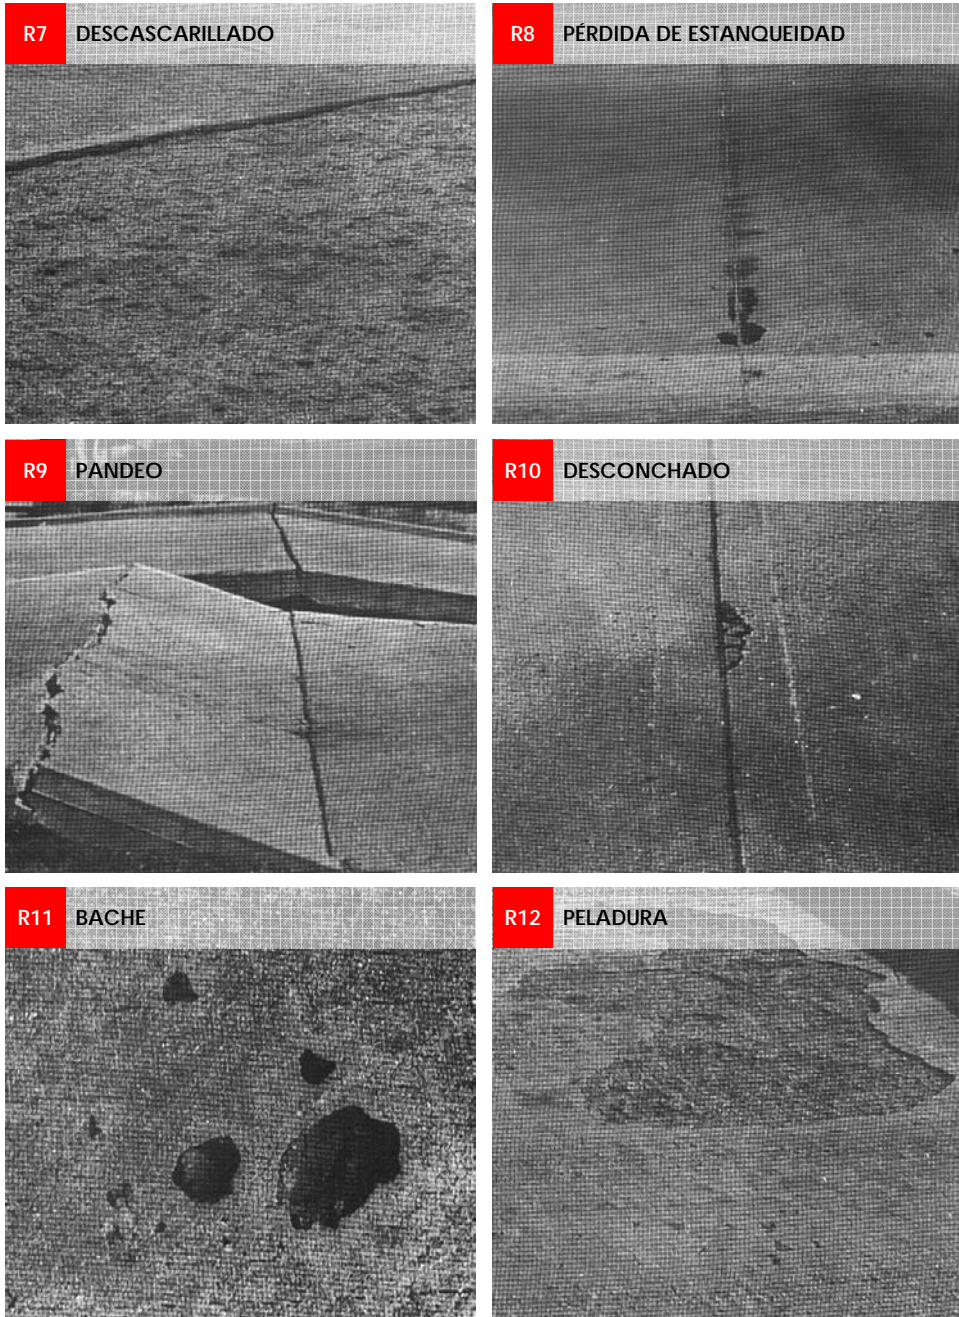 R7 DESCASCARILLADO
R8 PÉRDIDA DE ESTANQUEIDAD
R9 PANDEO
R10 DESCONCHADO
R11 BACHE
R12 PELADURA